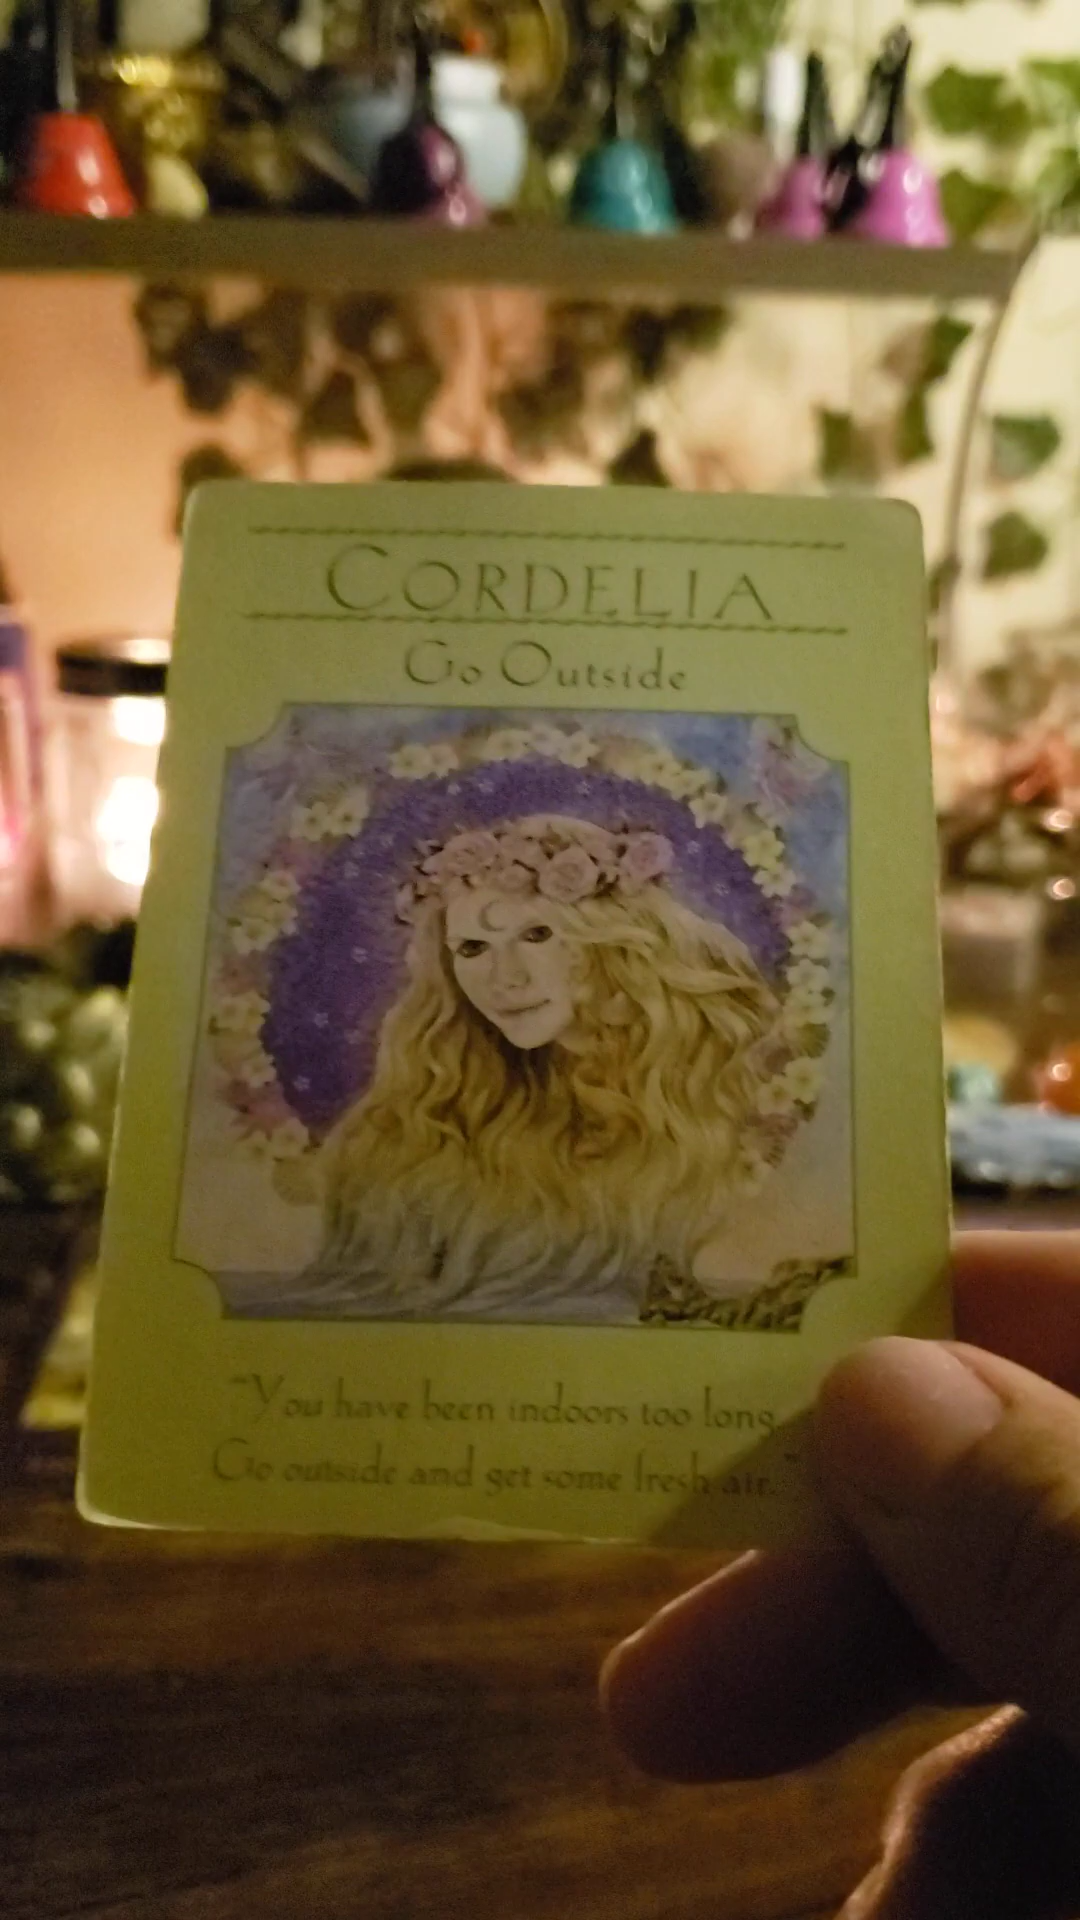 CORDELIA
Go Outside
"You have been indoors too long.
Go outside and get some fresh air."